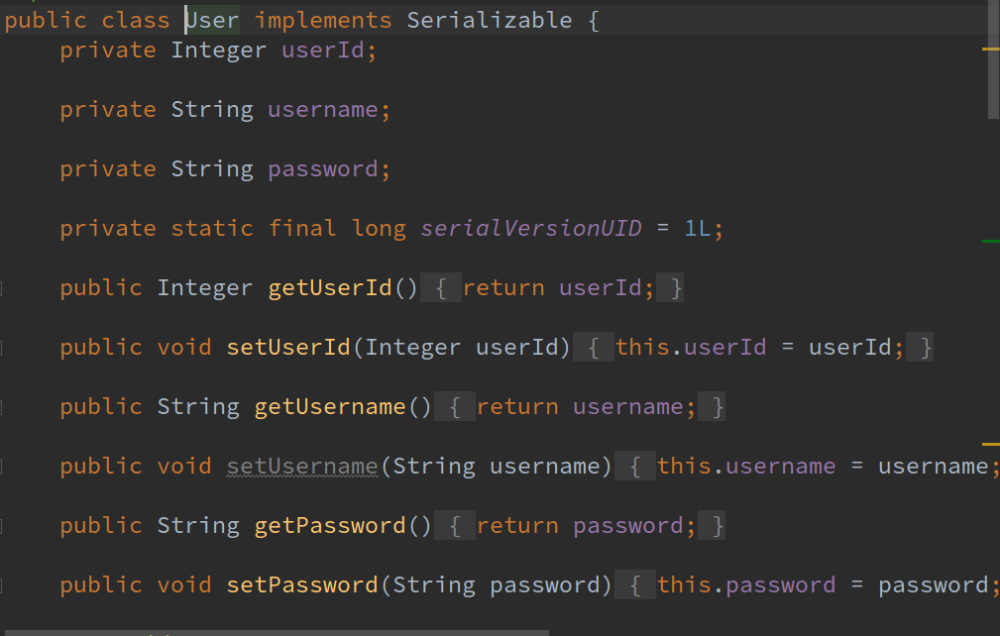 public class User implements Serializable {
private Integer userId;
private String username;
private String password;
private static final long serialVersionUID = 1L;
public Integer getUserId() { return userId; }
public void setUserId(Integer userId) { this.userId = userId; }
public String getUsername() { return username; }
public void setUsername(String username) { this.username = username;
public String getPassword() { return password; }
public void setPassword(String password) { this.password = password;